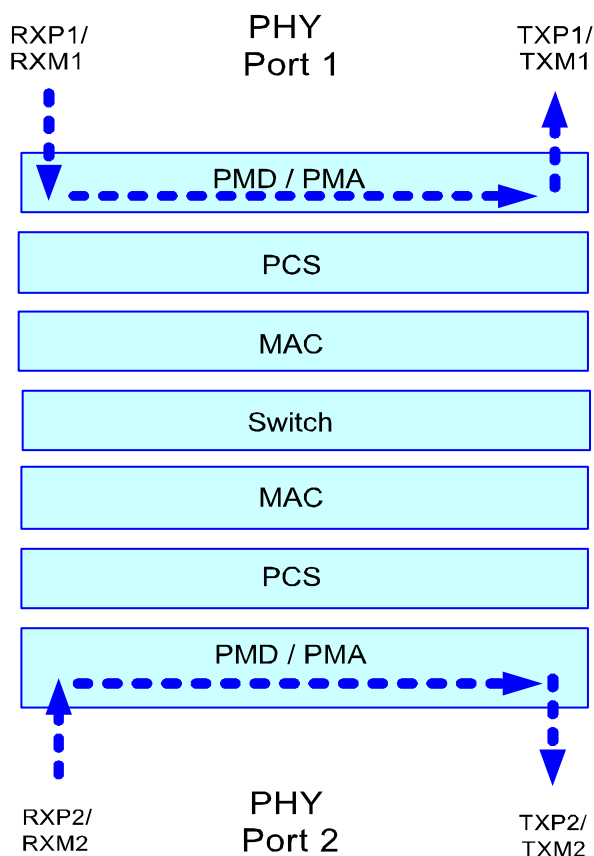 RXP1/
RXM1
PHY
Port 1
TXP1/
TXM1
PMD / PMA
PCS
MAC
Switch
MAC
PCS
PMD / PMA
RXP2/
RXM2
PHY
Port 2
TXP2/
TXM2